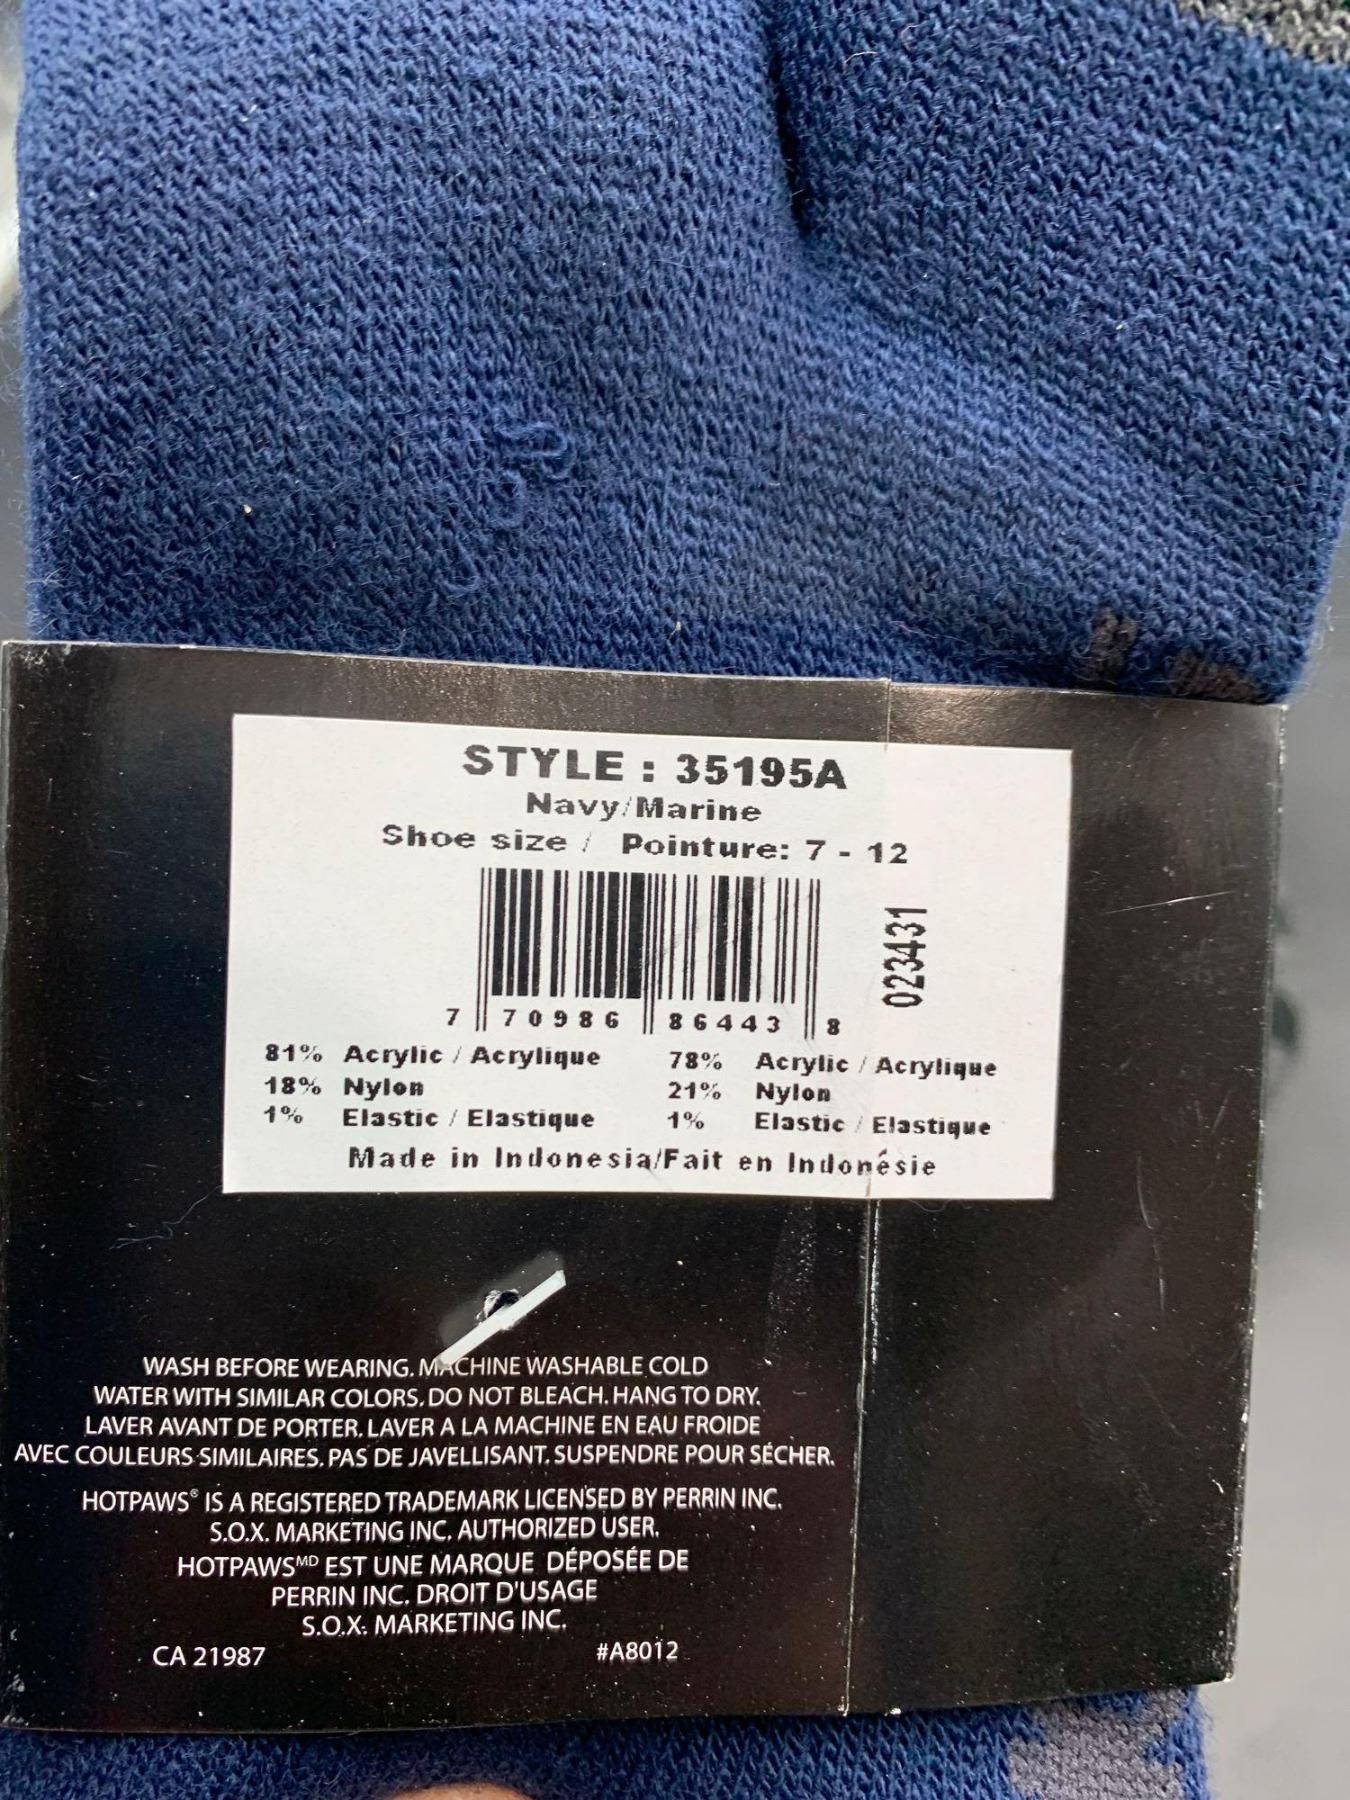 STYLE : 35195A
Navy/Marine
Shoe size / Pointure: 7 - 12
023431
7 70986 86443 8
81% Acrylic / Acrylique 78% Acrylic / Acrylique
18% Nylon 21% Nylon
1% Elastic / Elastique 1% Elastic / Elastique
Made in Indonesia/Fait en Indonésie
WASH BEFORE WEARING. MACHINE WASHABLE COLD
WATER WITH SIMILAR COLORS. DO NOT BLEACH. HANG TO DRY.
LAVER AVANT DE PORTER. LAVER A LA MACHINE EN EAU FROIDE
AVEC COULEURS SIMILAIRES. PAS DE JAVELLISANT. SUSPENDRE POUR SÉCHER.
HOTPAWS® IS A REGISTERED TRADEMARK LICENSED BY PERRIN INC.
S.O.X. MARKETING INC. AUTHORIZED USER.
HOTPAWSMD EST UNE MARQUE DÉPOSÉE DE
PERRIN INC. DROIT D'USAGE
S.O.X. MARKETING INC.
CA 21987 #A8012